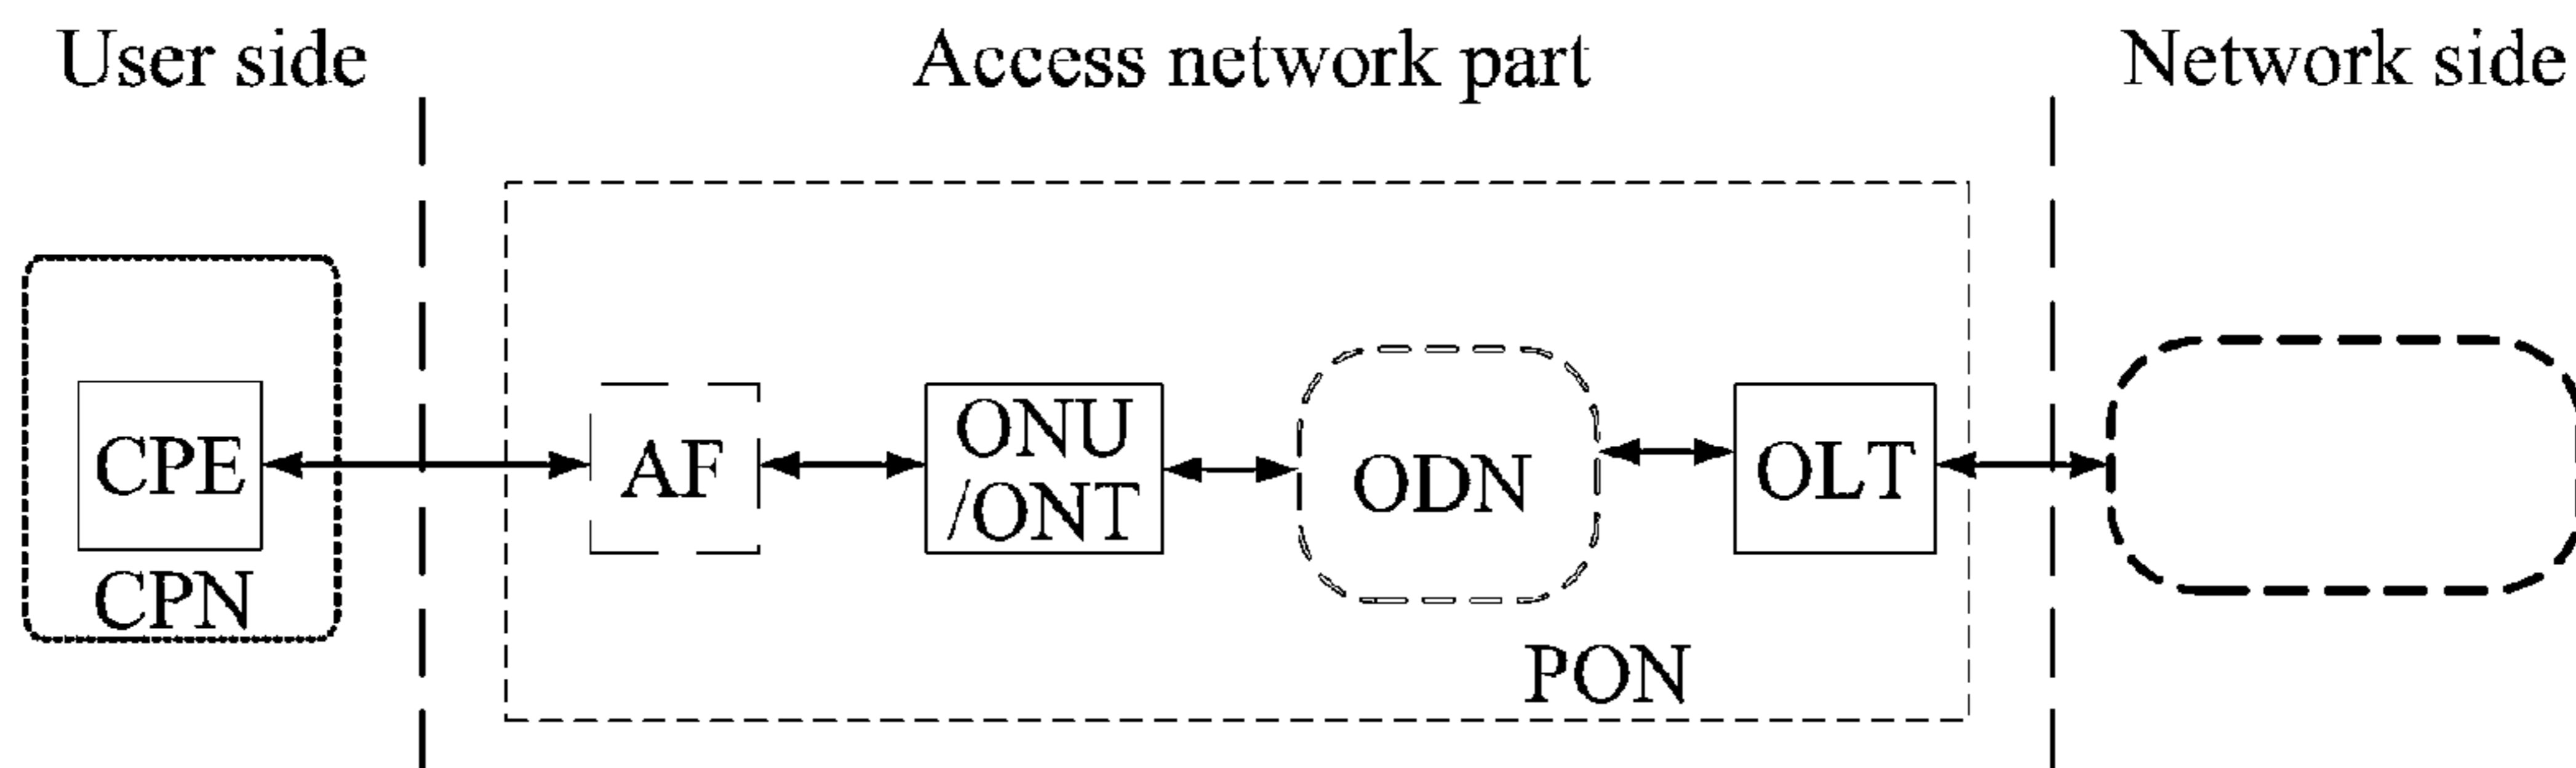 User side
Access network part
Network side
CPE
CPN
AF
ONU
/ONT
ODN
OLT
PON